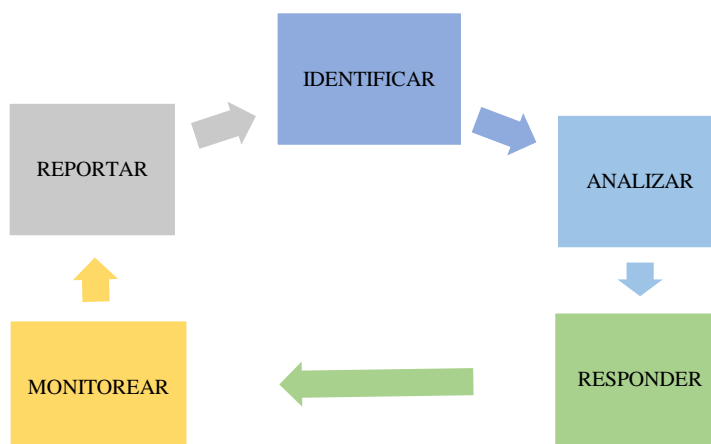 IDENTIFICAR
ANALIZAR
RESPONDER
MONITOREAR
REPORTAR